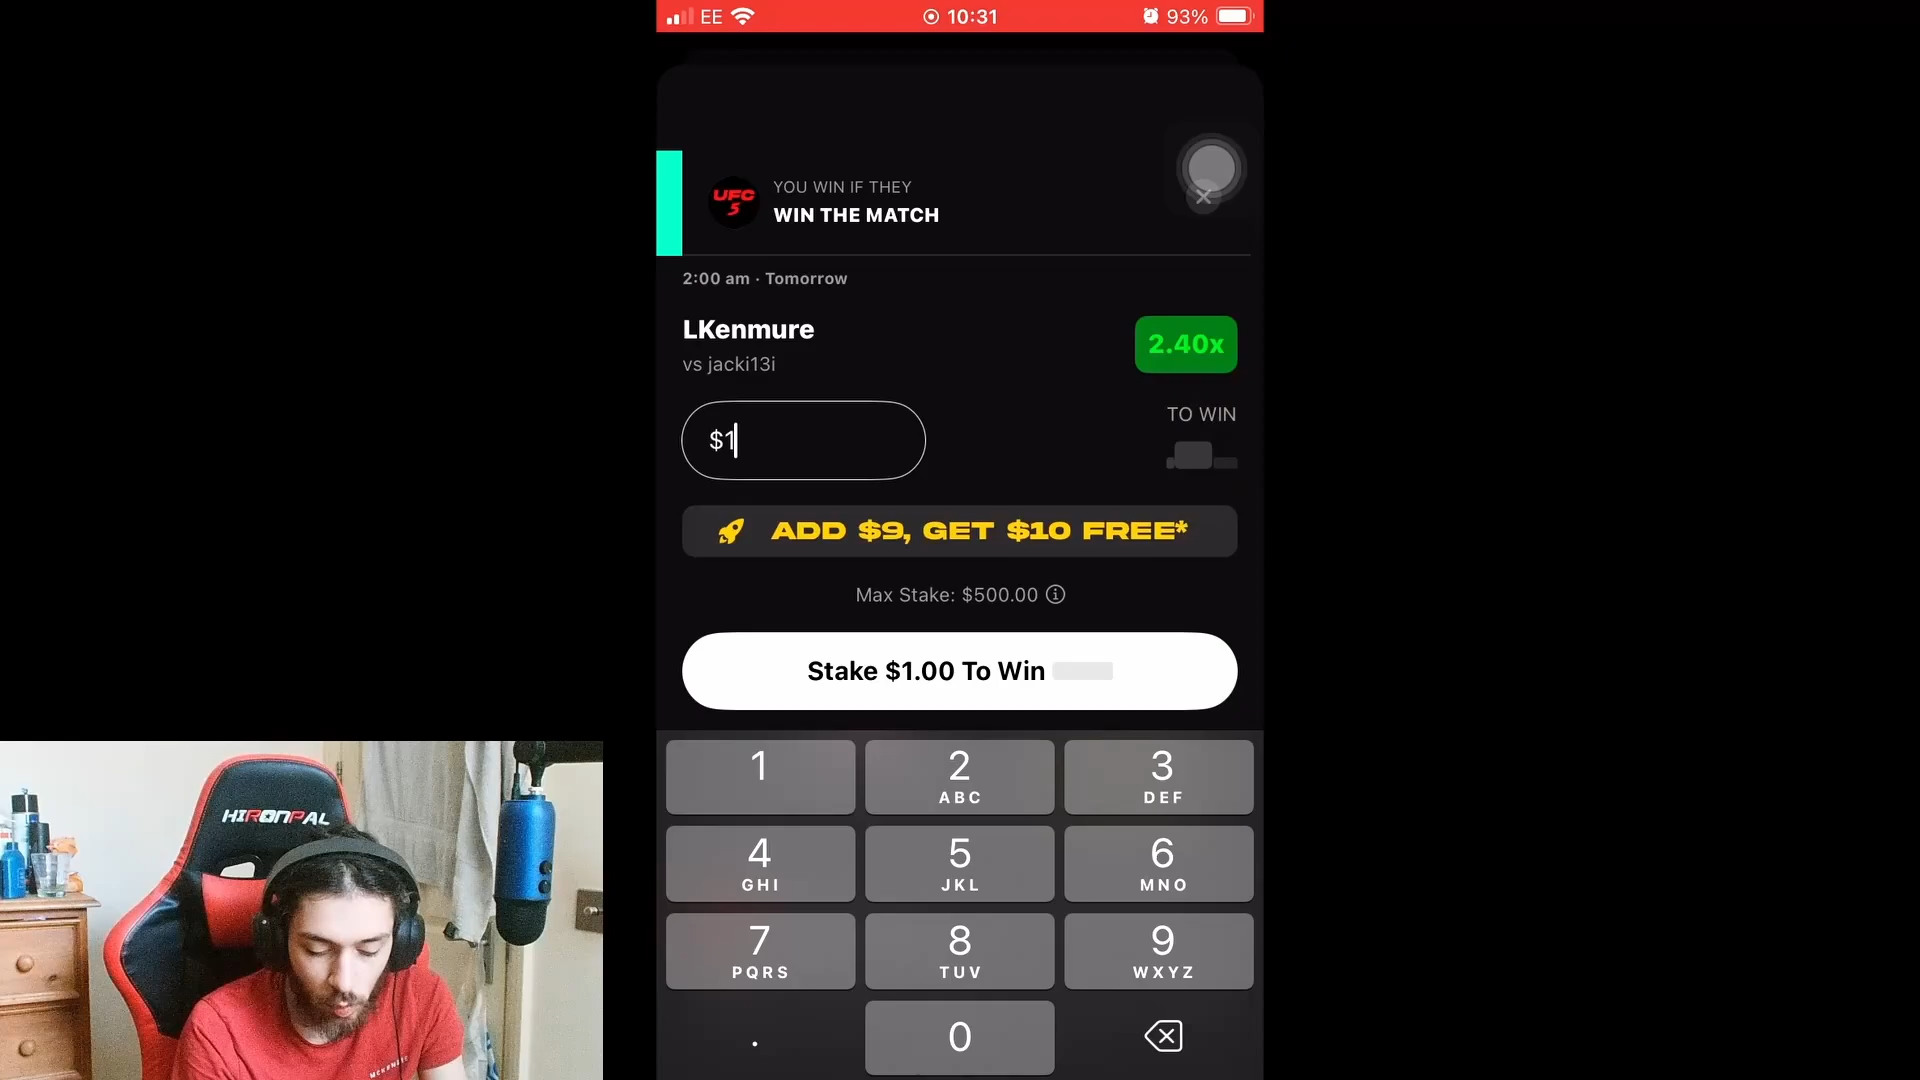 EE
10:31
93%
UFC 5
YOU WIN IF THEY
WIN THE MATCH
2:00 am · Tomorrow
LKenmure
2.40x
vs jacki13i
$1
TO WIN
ADD $9, GET $10 FREE*
Max Stake: $500.00
Stake $1.00 To Win
1
2
ABC
3
DEF
4
GHI
5
JKL
6
MNO
7
PQRS
8
TUV
9
WXYZ
.
0
HIRONPAL